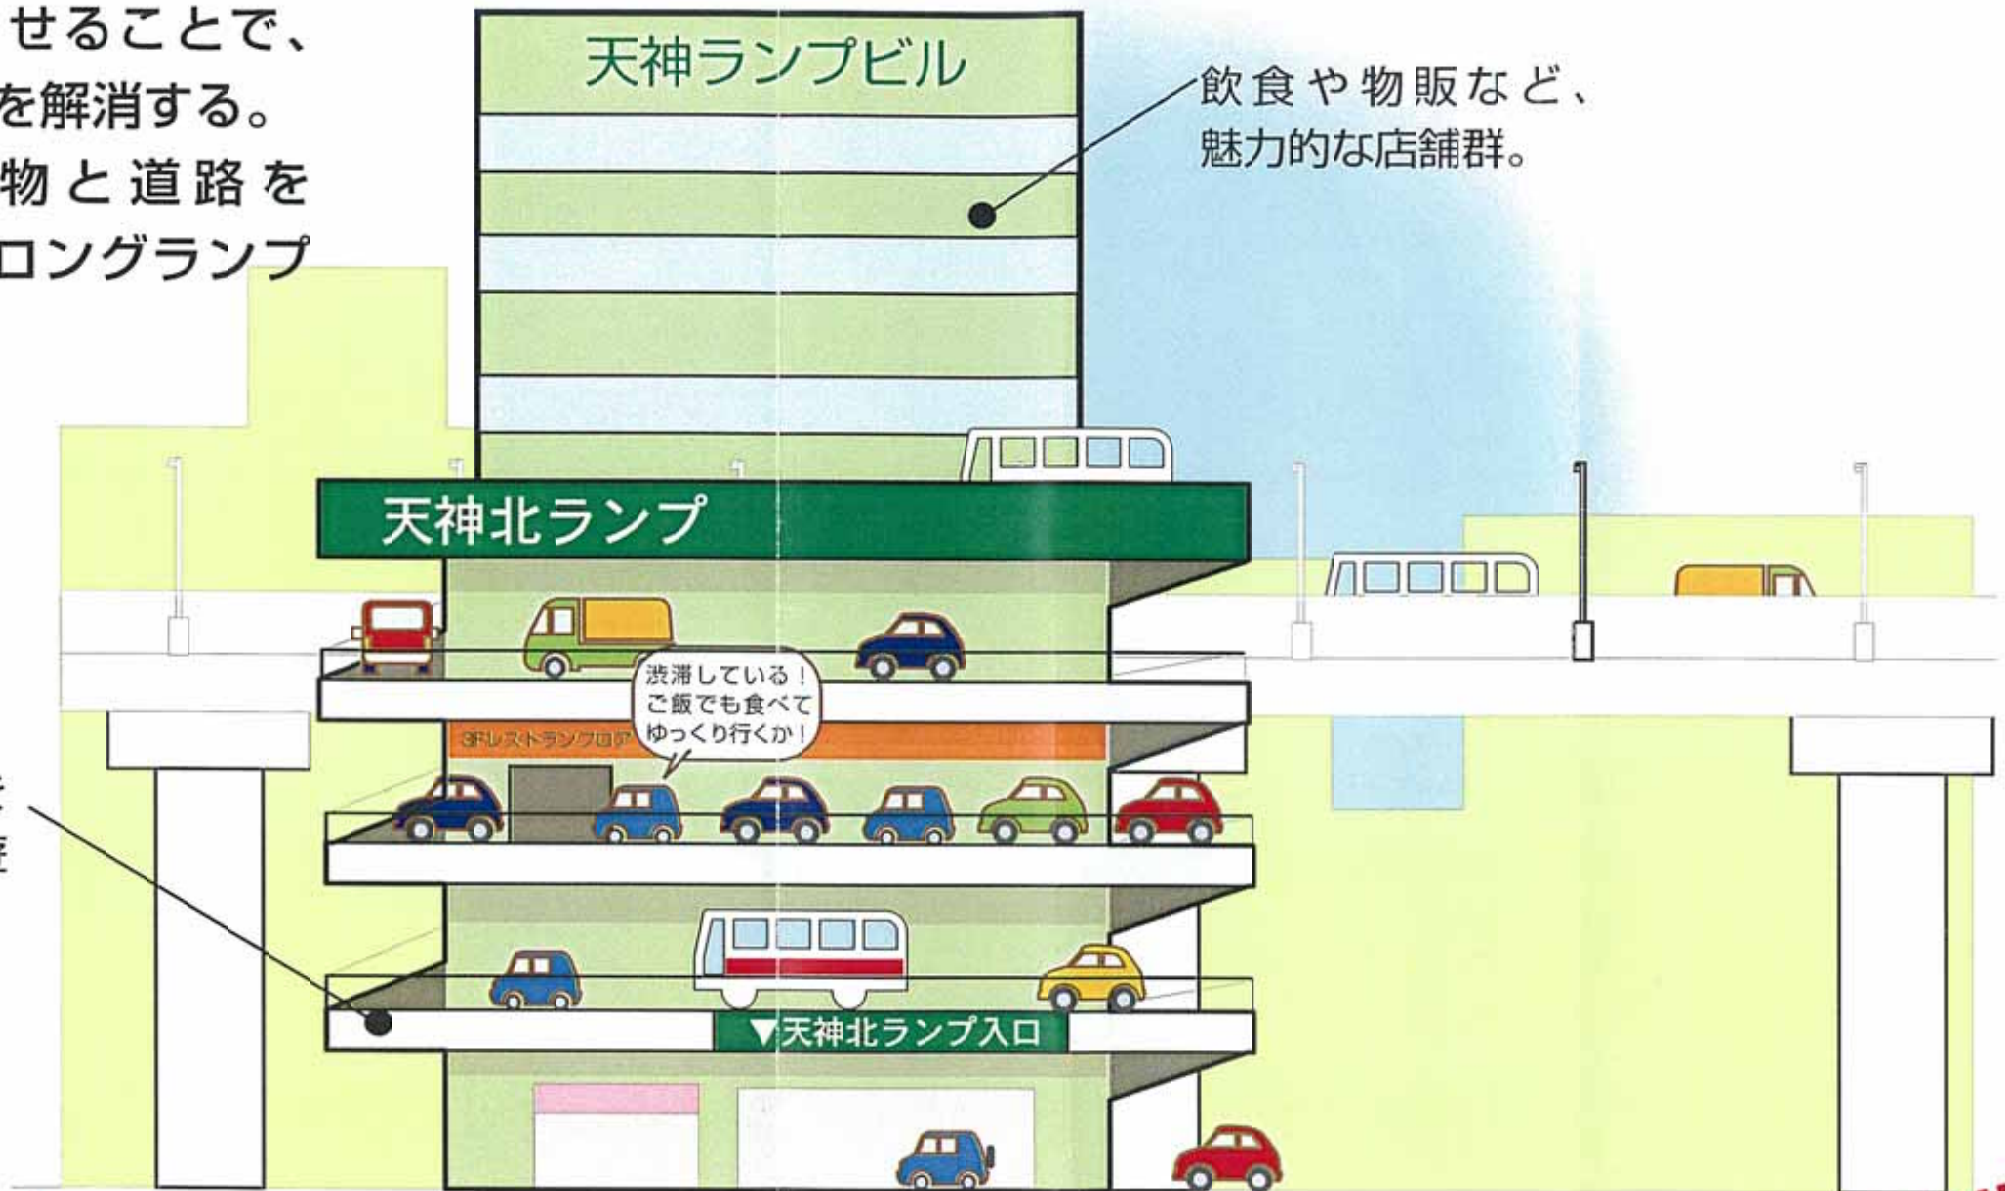 せることで、
を解消する。
物と道路を
ロングランプ
天神ランプビル
飲食や物販など、
魅力的な店舗群。
天神北ランプ
渋滞している！
ご飯でも食べて
ゆっくり行くか！
3Fレストランフロア
▼天神北ランプ入口